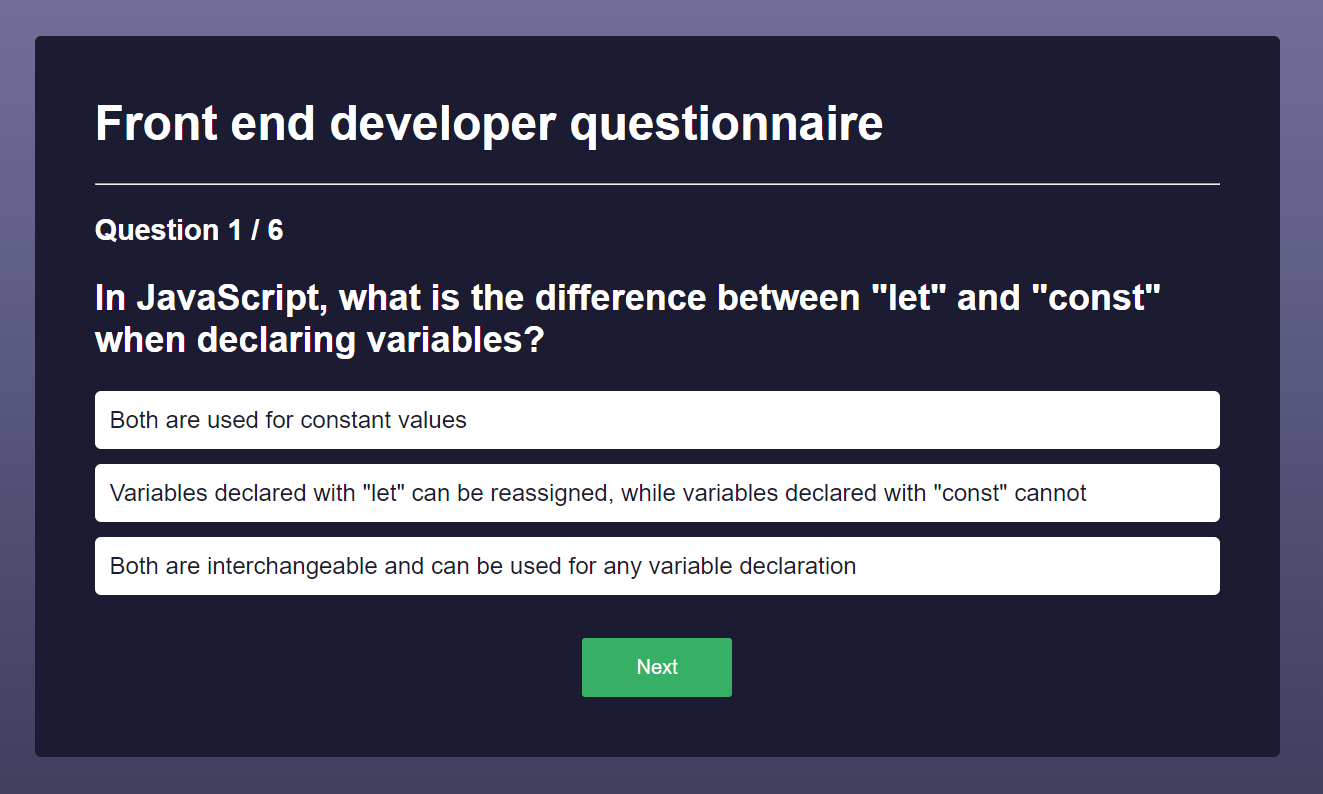 Front end developer questionnaire
Question 1 / 6
In JavaScript, what is the difference between "let" and "const"
when declaring variables?
Both are used for constant values
Variables declared with "let" can be reassigned, while variables declared with "const" cannot
Both are interchangeable and can be used for any variable declaration
Next